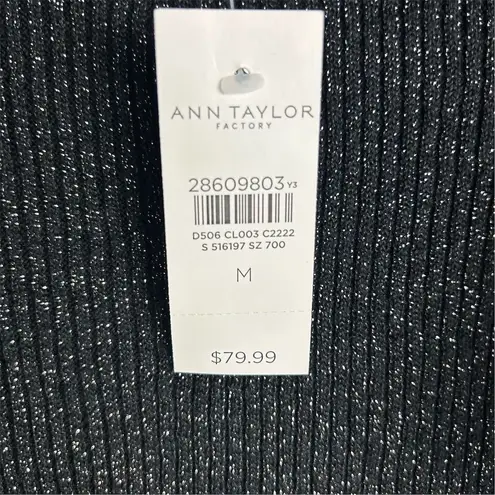 ANN TAYLOR
FACTORY
28609803 Y3
D506 CL003 C2222
S 516197 SZ 700
M
$79.99